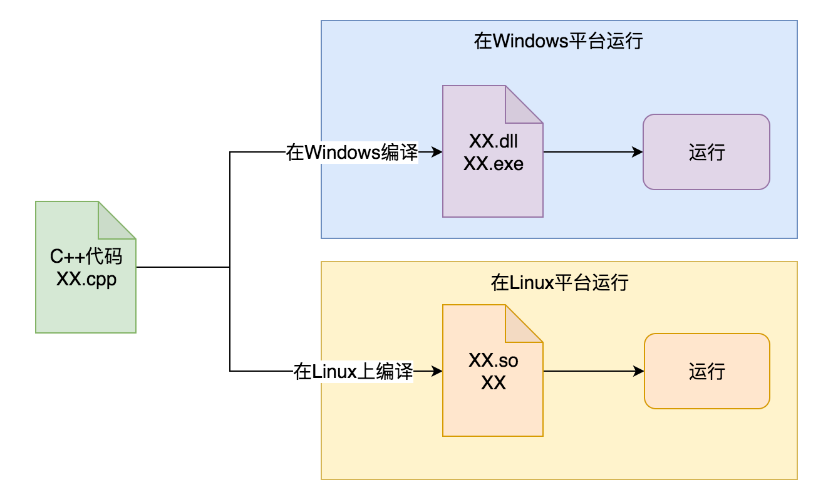 在Windows平台运行
在Windows编译
XX.dll
XX.exe
运行
C++代码
XX.cpp
在Linux平台运行
在Linux上编译
XX.so
XX
运行